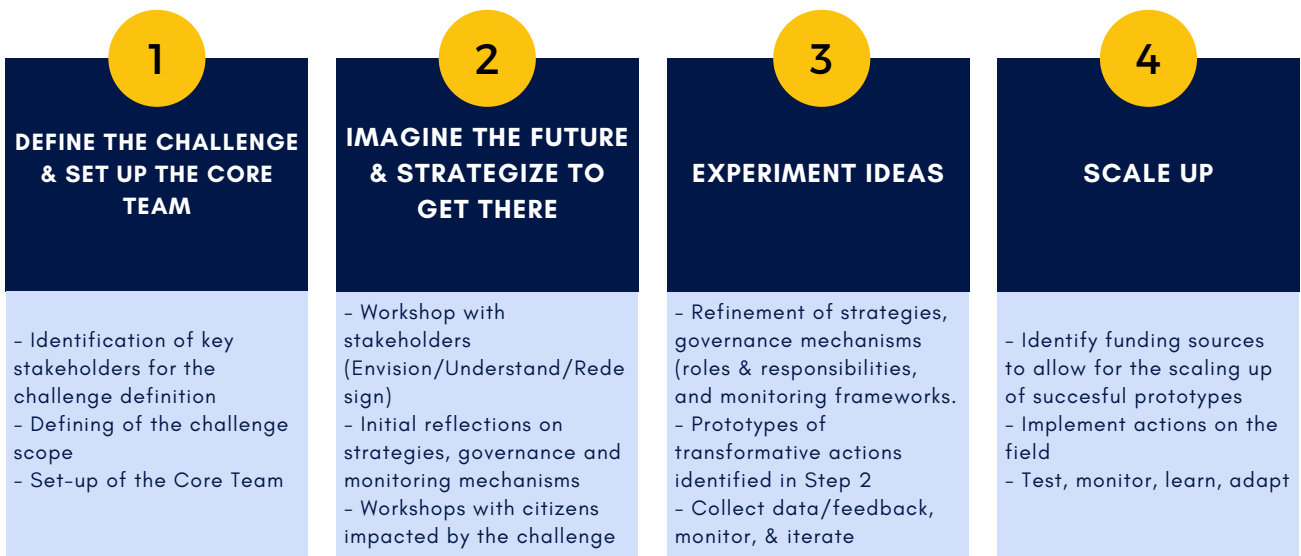 1
DEFINE THE CHALLENGE
& SET UP THE CORE
TEAM
- Identification of key
stakeholders for the
challenge definition
- Defining of the challenge
scope
- Set-up of the Core Team
2
IMAGINE THE FUTURE
& STRATEGIZE TO
GET THERE
- Workshop with
stakeholders
(Envision/Understand/Rede
sign)
- Initial reflections on
strategies, governance and
monitoring mechanisms
- Workshops with citizens
impacted by the challenge
3
EXPERIMENT IDEAS
- Refinement of strategies,
governance mechanisms
(roles & responsibilities,
and monitoring frameworks.
- Prototypes of
transformative actions
identified in Step 2
- Collect data/feedback,
monitor, & iterate
4
SCALE UP
- Identify funding sources
to allow for the scaling up
of succesful prototypes
- Implement actions on the
field
- Test, monitor, learn, adapt